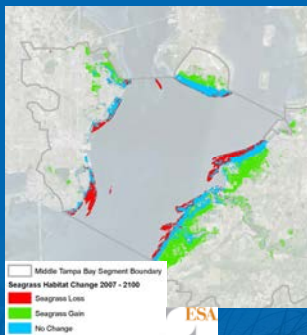 Middle Tampa Bay Segment Boundary
Seagrass Habitat Change 2007 - 2100
Seagrass Loss
Seagrass Gain
No Change
ESA